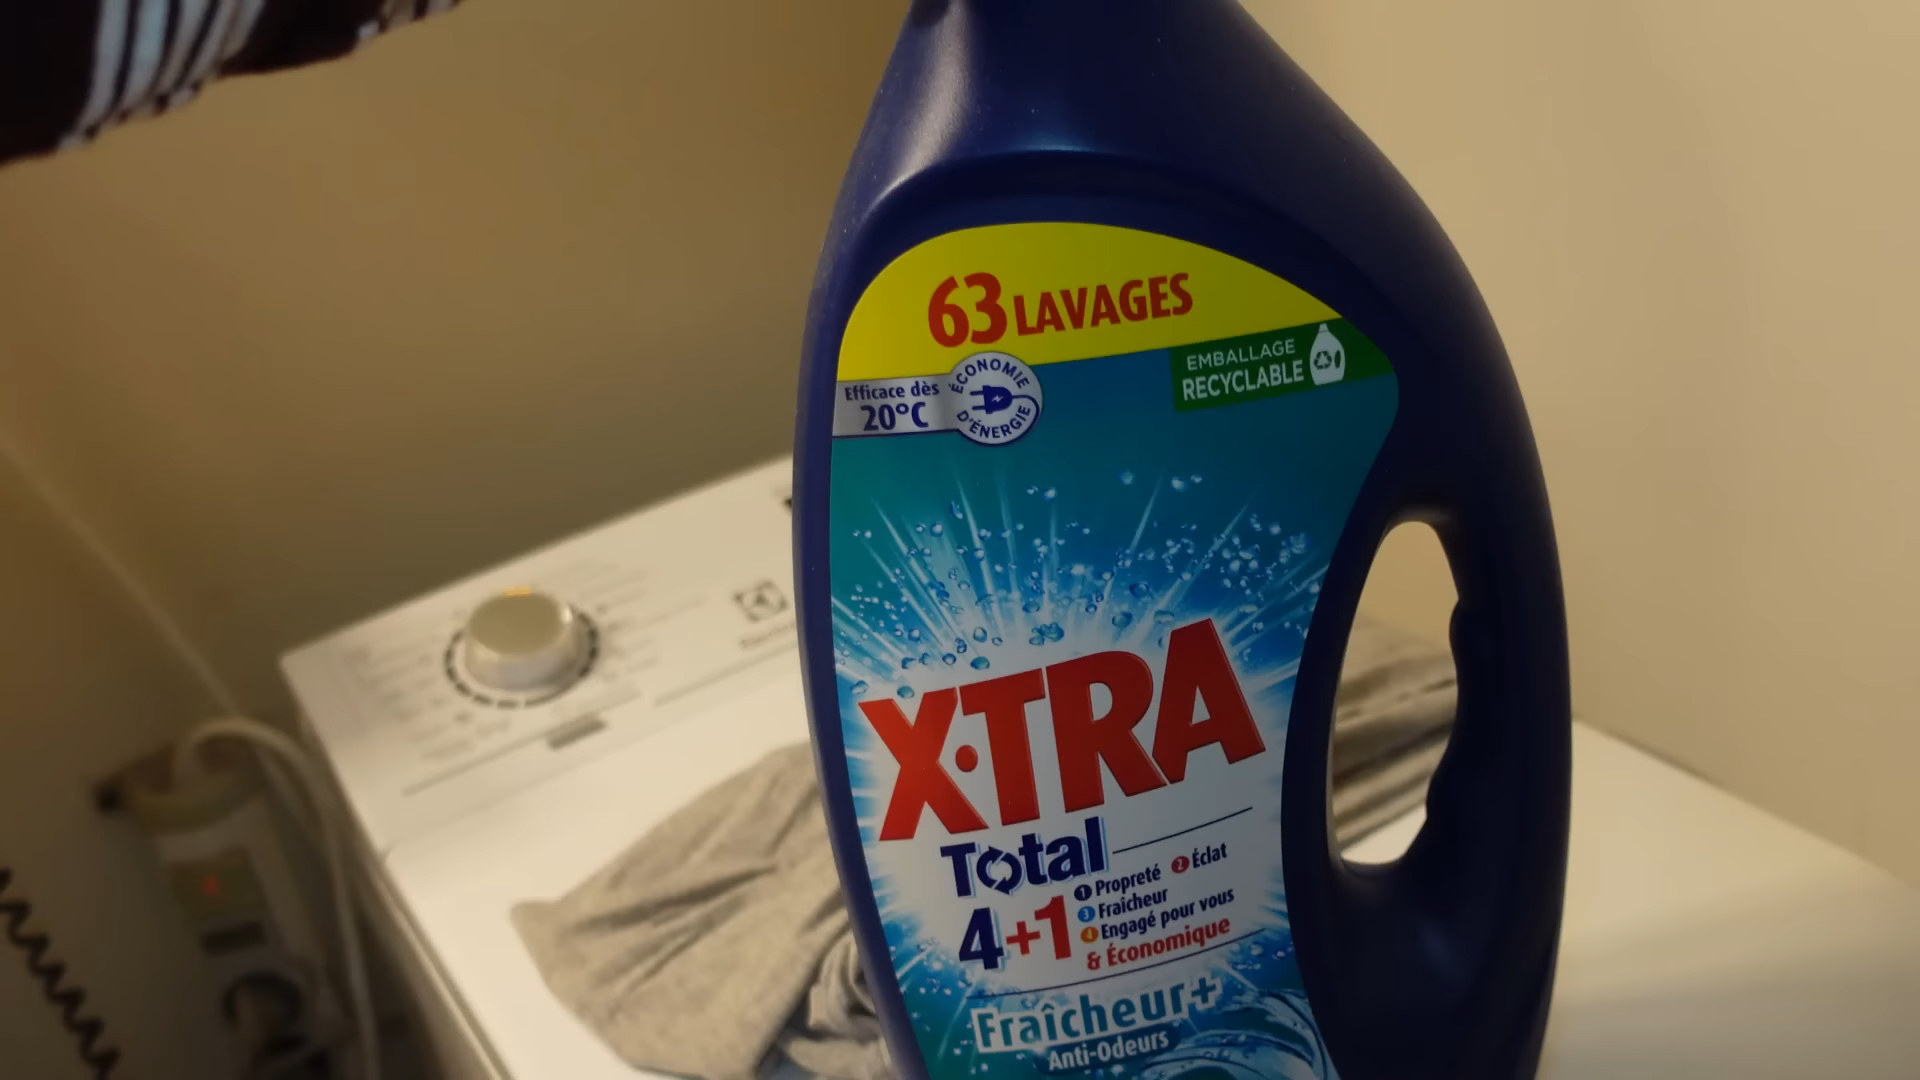 63 LAVAGES
EMBALLAGE
RECYCLABLE
Efficace dès
20°C
ÉCONOMIE
D'ÉNERGIE
X·TRA
Total
4+1
1 Propreté 2 Éclat
3 Fraîcheur
4 Engagé pour vous
& Économique
Fraîcheur+
Anti-Odeurs